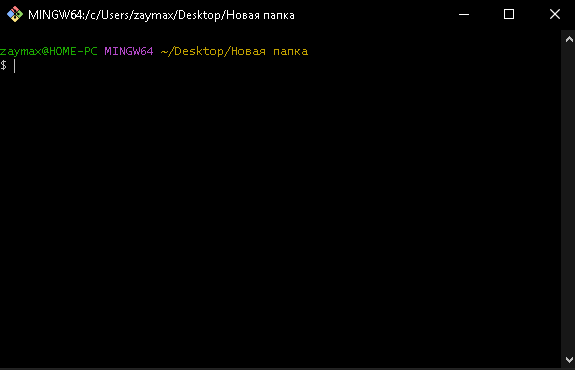 MINGW64:/c/Users/zaymax/Desktop/Новая папка
zaymax@HOME-PC MINGW64 ~/Desktop/Новая папка
$